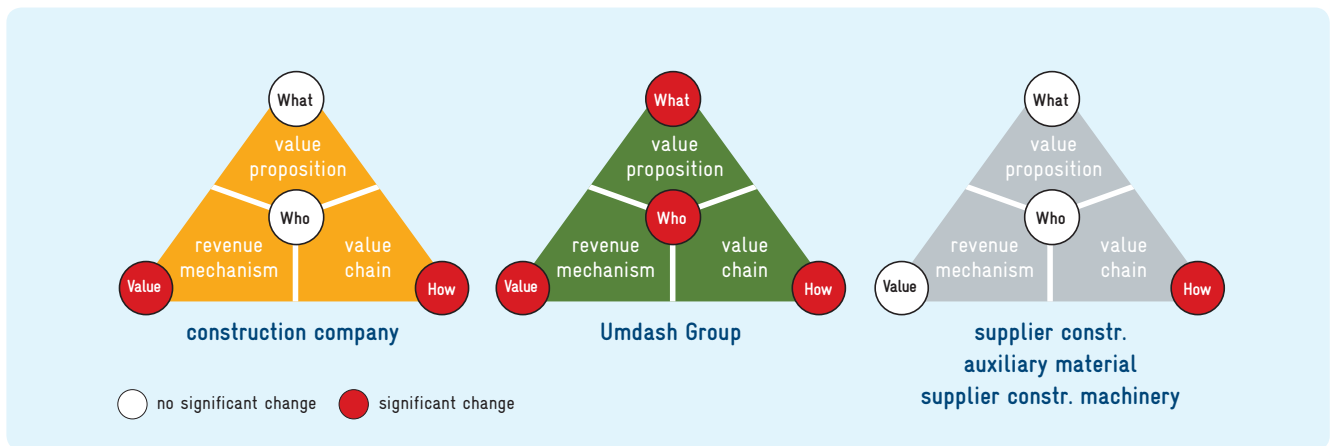 What
value
proposition
Who
revenue
mechanism
value
chain
Value
How
construction company
What
value
proposition
Who
revenue
mechanism
value
chain
Value
How
Umdash Group
What
value
proposition
Who
revenue
mechanism
value
chain
Value
How
supplier constr.
auxiliary material
supplier constr. machinery
no significant change
significant change